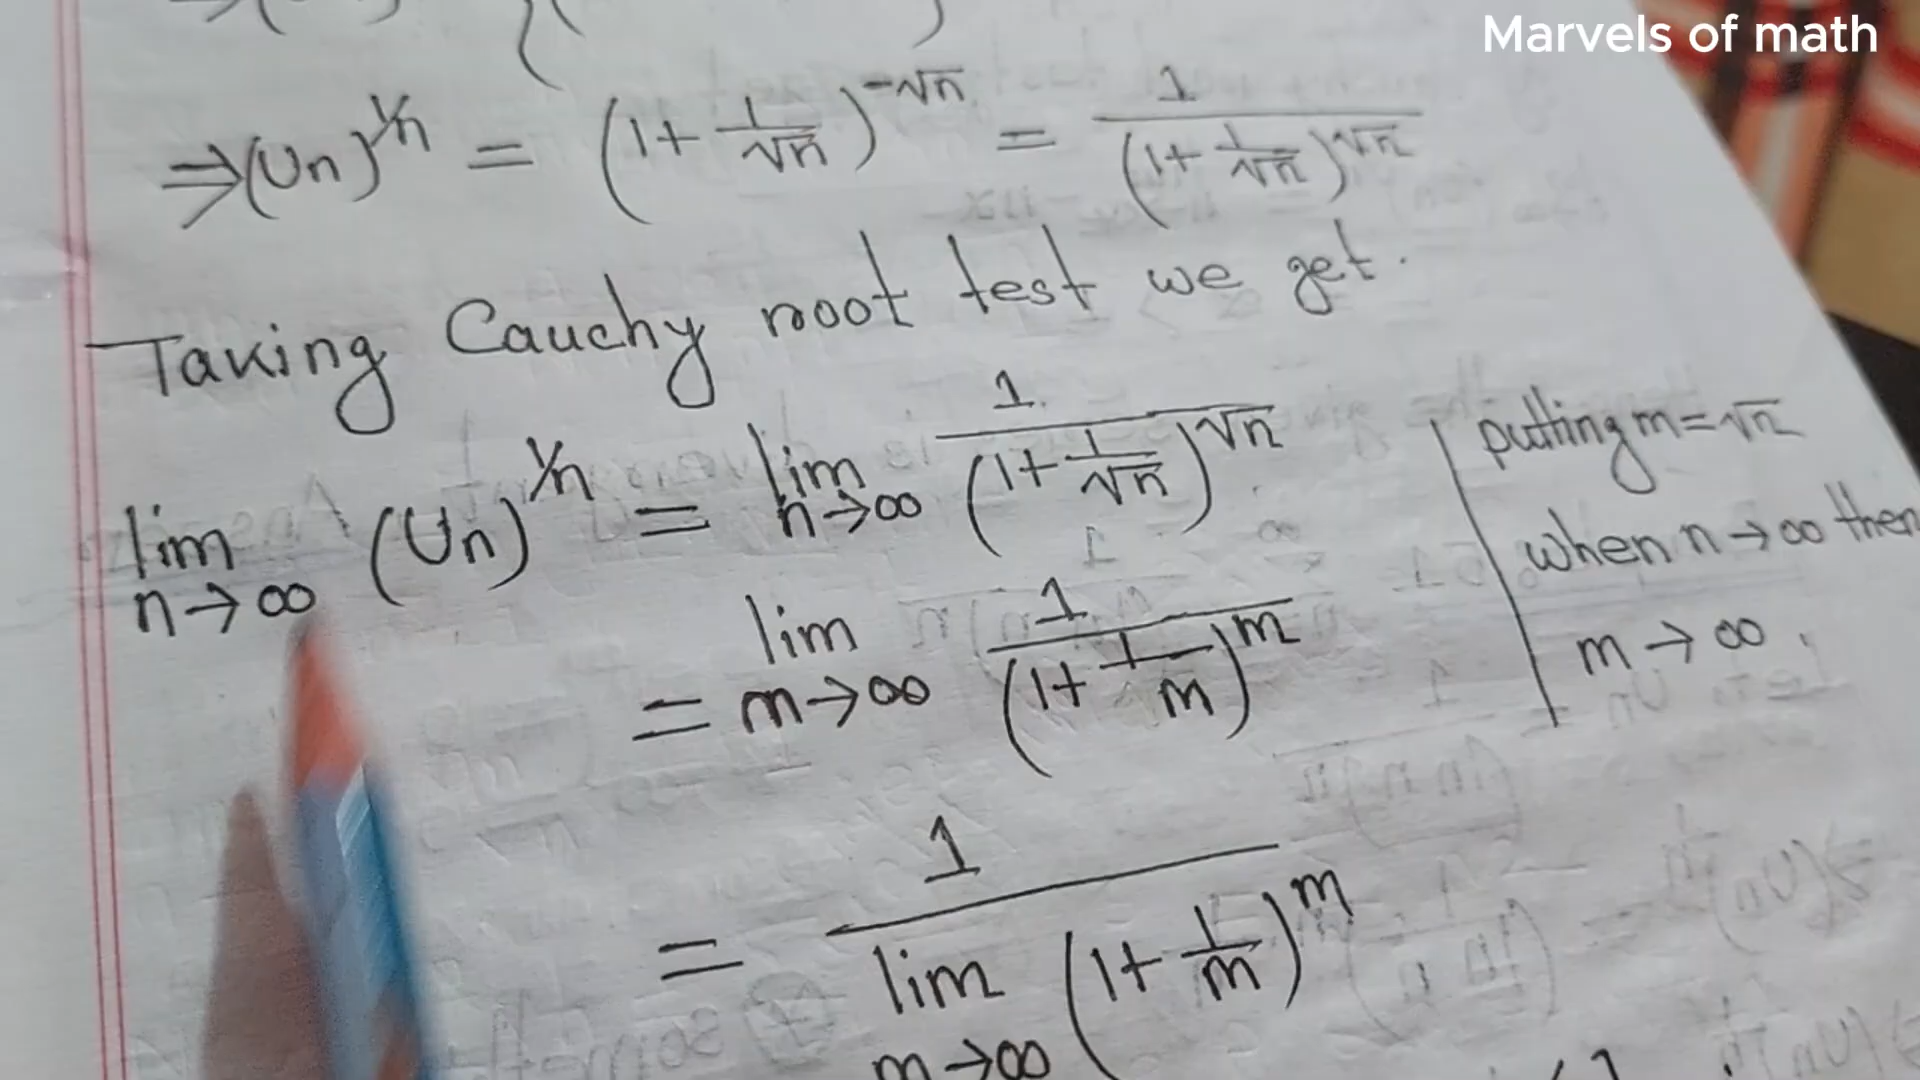 Marvels of math
⇒(Un)^1/n = (1+ 1/√n)^-√n = 1/(1+ 1/√n)^√n
Taking Cauchy root test we get.
lim n→∞ (Un)^1/n = lim n→∞ 1/(1+ 1/√n)^√n
putting m=√n
when n→∞ then
m→∞.
= lim m→∞ 1/(1+ 1/m)^m
= 1/lim m→∞ (1+ 1/m)^m